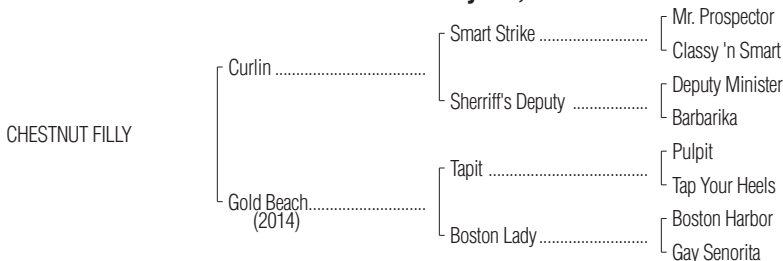 Mr. Prospector
Smart Strike ..........................
Classy 'n Smart
Curlin ...................................
Deputy Minister
Sherriff's Deputy ..................
Barbarika
CHESTNUT FILLY
Pulpit
Tapit ......................................
Tap Your Heels
Gold Beach...........................
(2014)
Boston Harbor
Boston Lady..........................
Gay Senorita